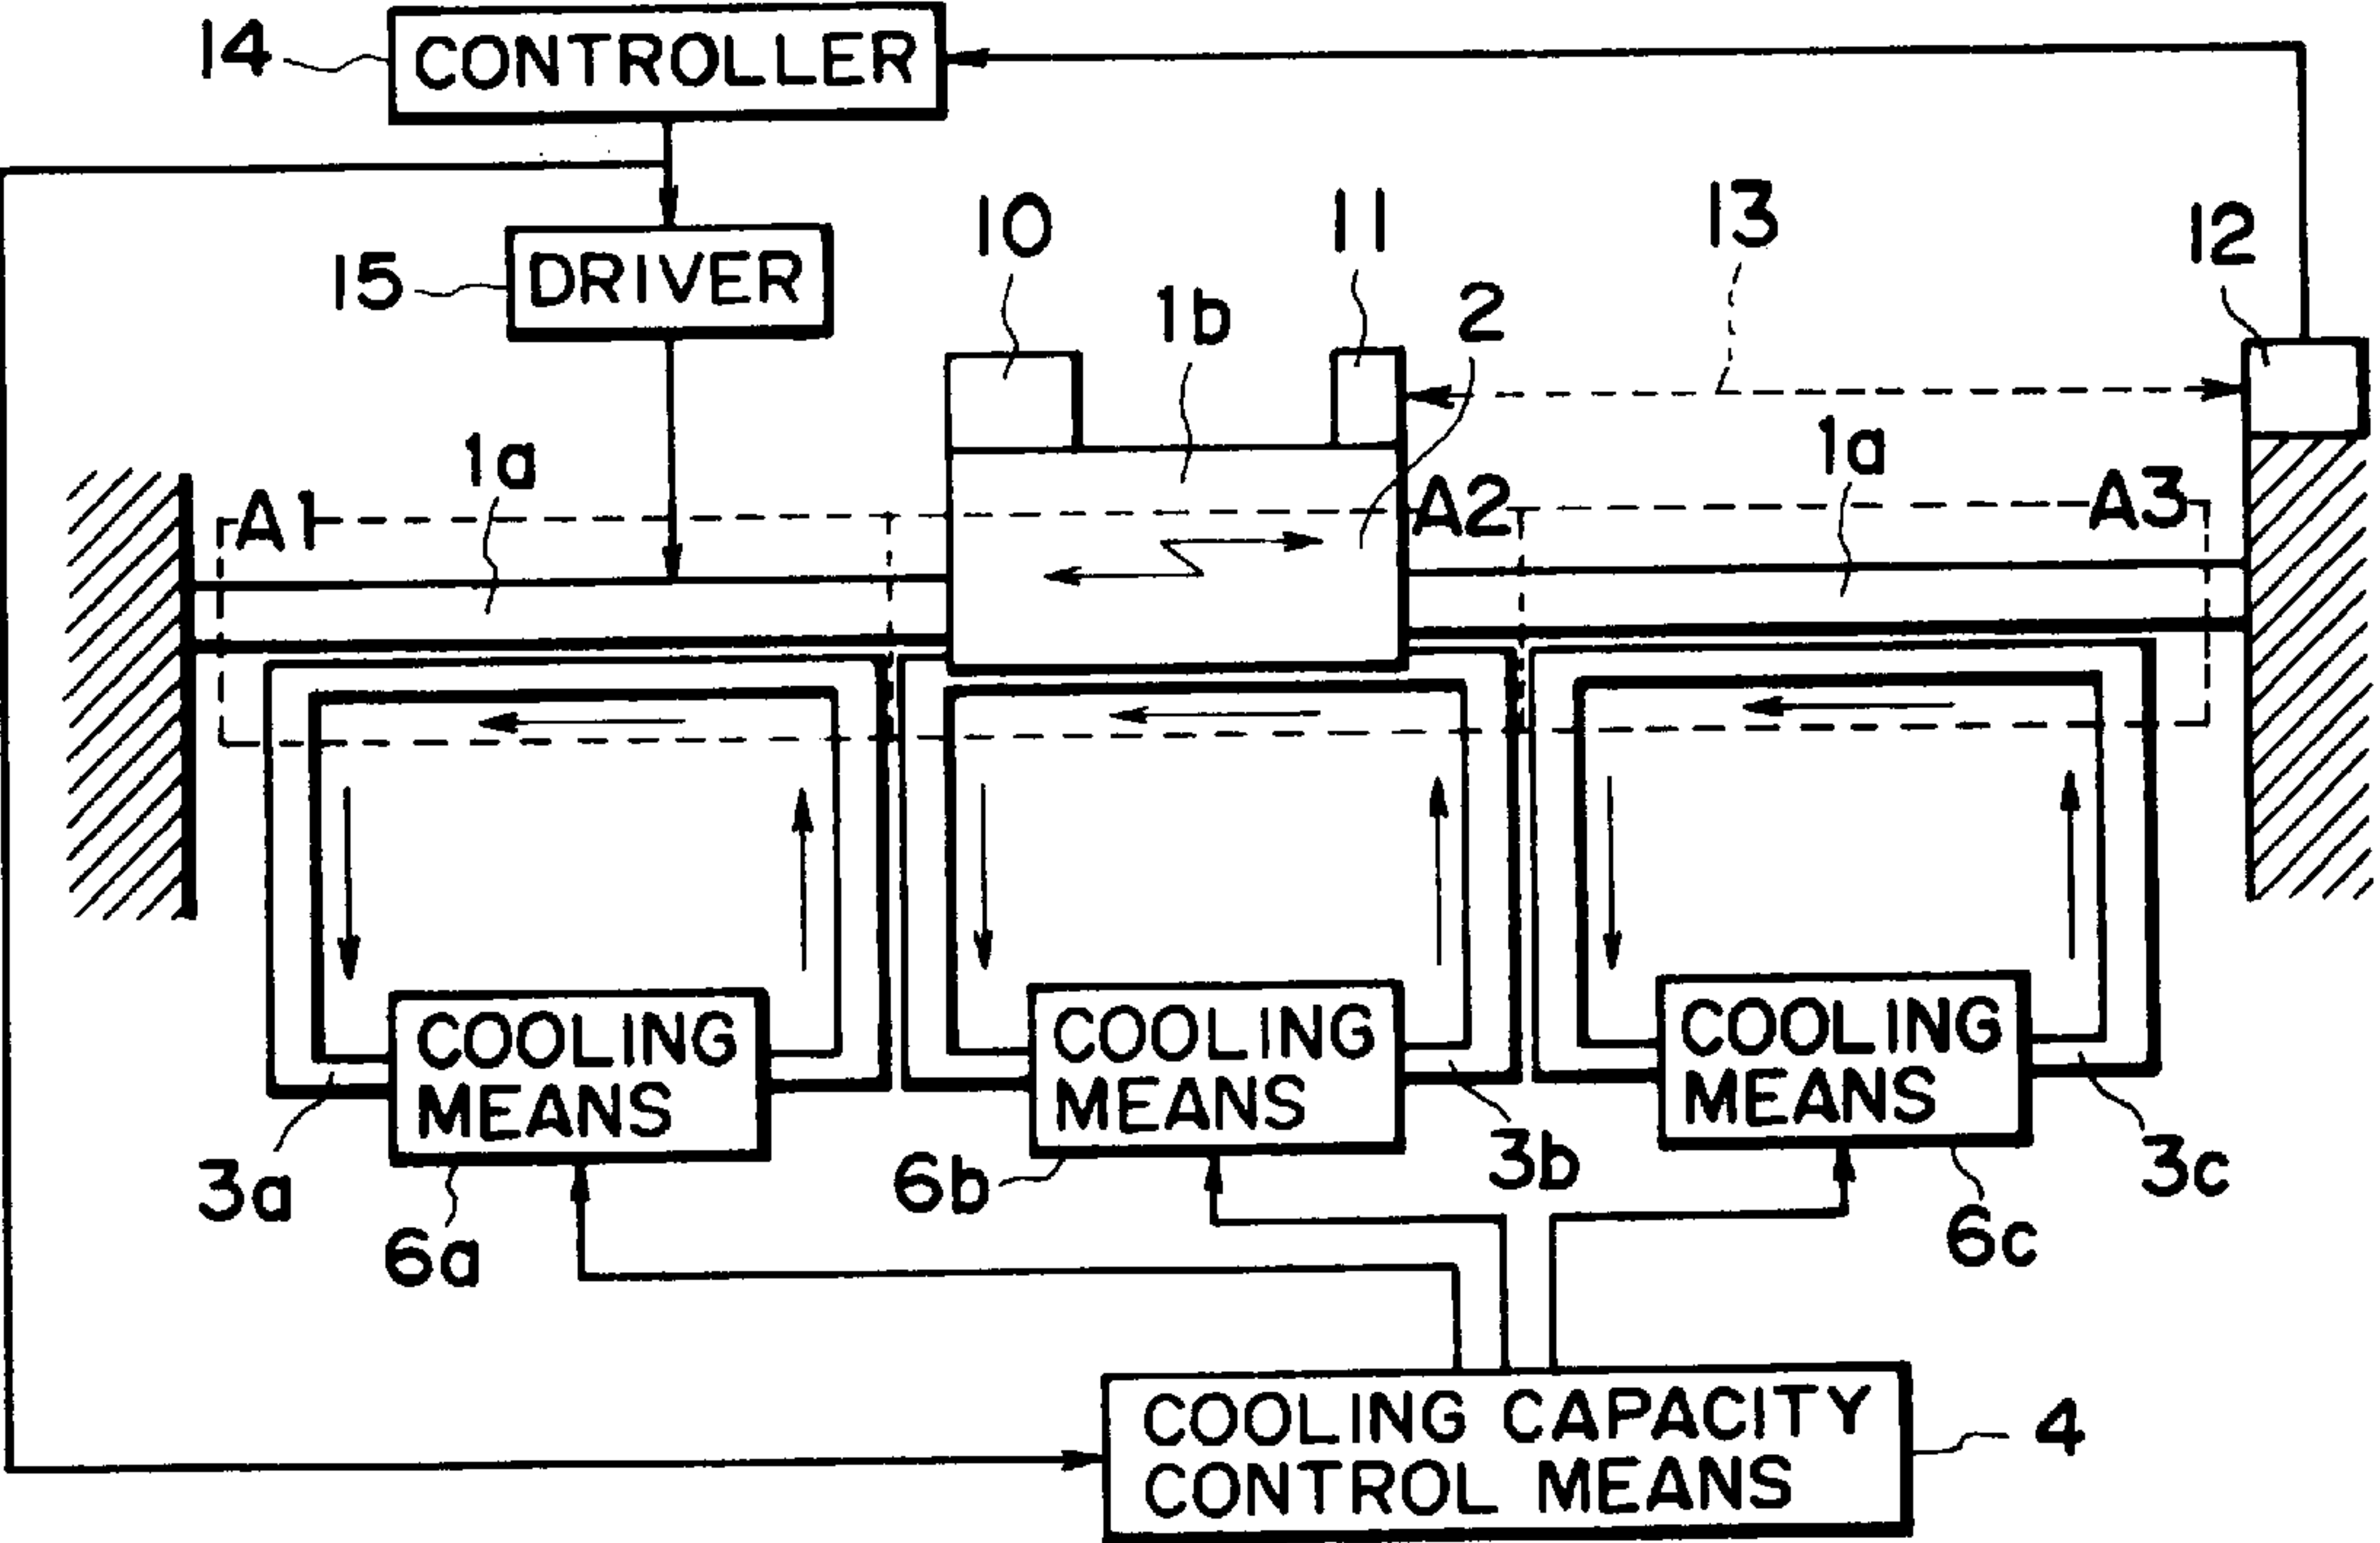 14
CONTROLLER
15
DRIVER
10
11
13
12
1b
2
1a
1a
A1
A2
A3
COOLING
MEANS
COOLING
MEANS
COOLING
MEANS
3a
6a
6b
3b
3c
6c
COOLING CAPACITY
CONTROL MEANS
4